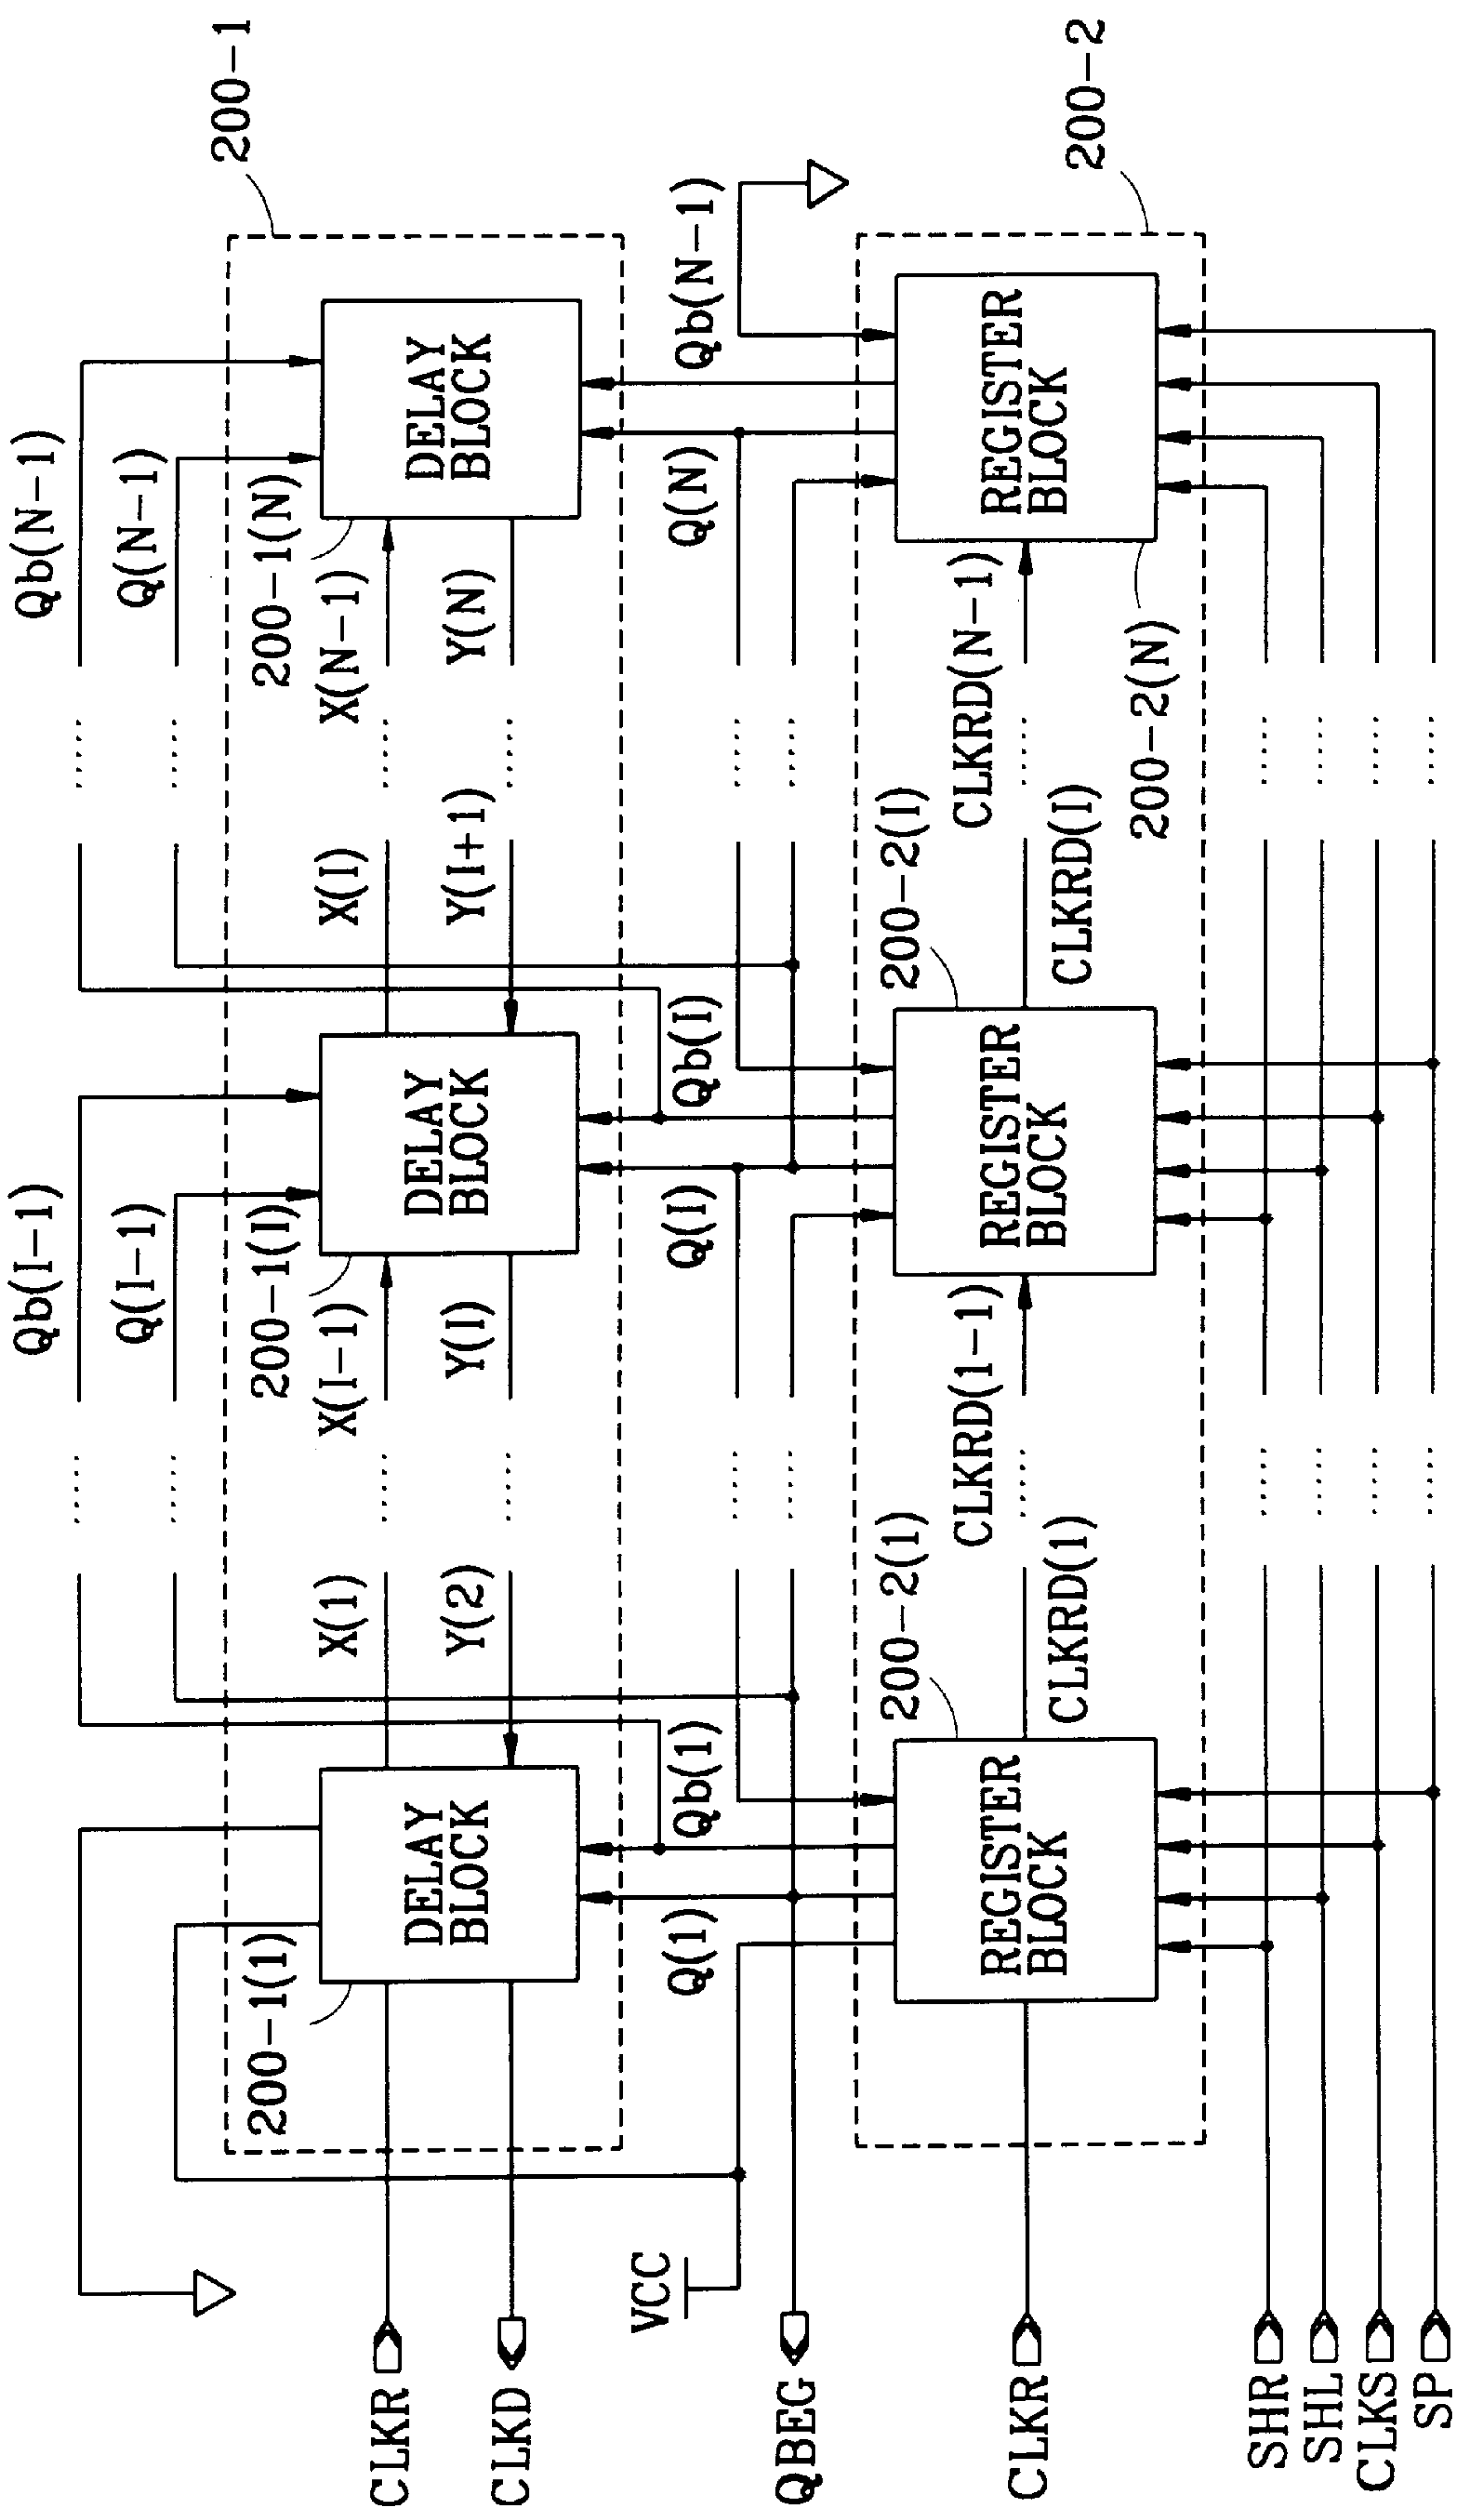 200-1
Qb(I-1)
Qb(N-1)
Q(I-1)
Q(N-1)
200-1(1)
200-1(I)
200-1(N)
CLKR
X(1)
X(I-1)
X(I)
X(N-1)
DELAY
BLOCK
DELAY
BLOCK
DELAY
BLOCK
CLKD
Y(2)
Y(I)
Y(I+1)
Y(N)
VCC
Q(1)
Qb(1)
Q(I)
Qb(I)
Q(N)
Qb(N-1)
QBEG
200-2
200-2(1)
200-2(I)
CLKRD(1-1)
CLKRD(N-1)
REGISTER
BLOCK
REGISTER
BLOCK
REGISTER
BLOCK
CLKR
CLKRD(1)
CLKRD(I)
200-2(N)
SHR
SHL
CLKS
SP